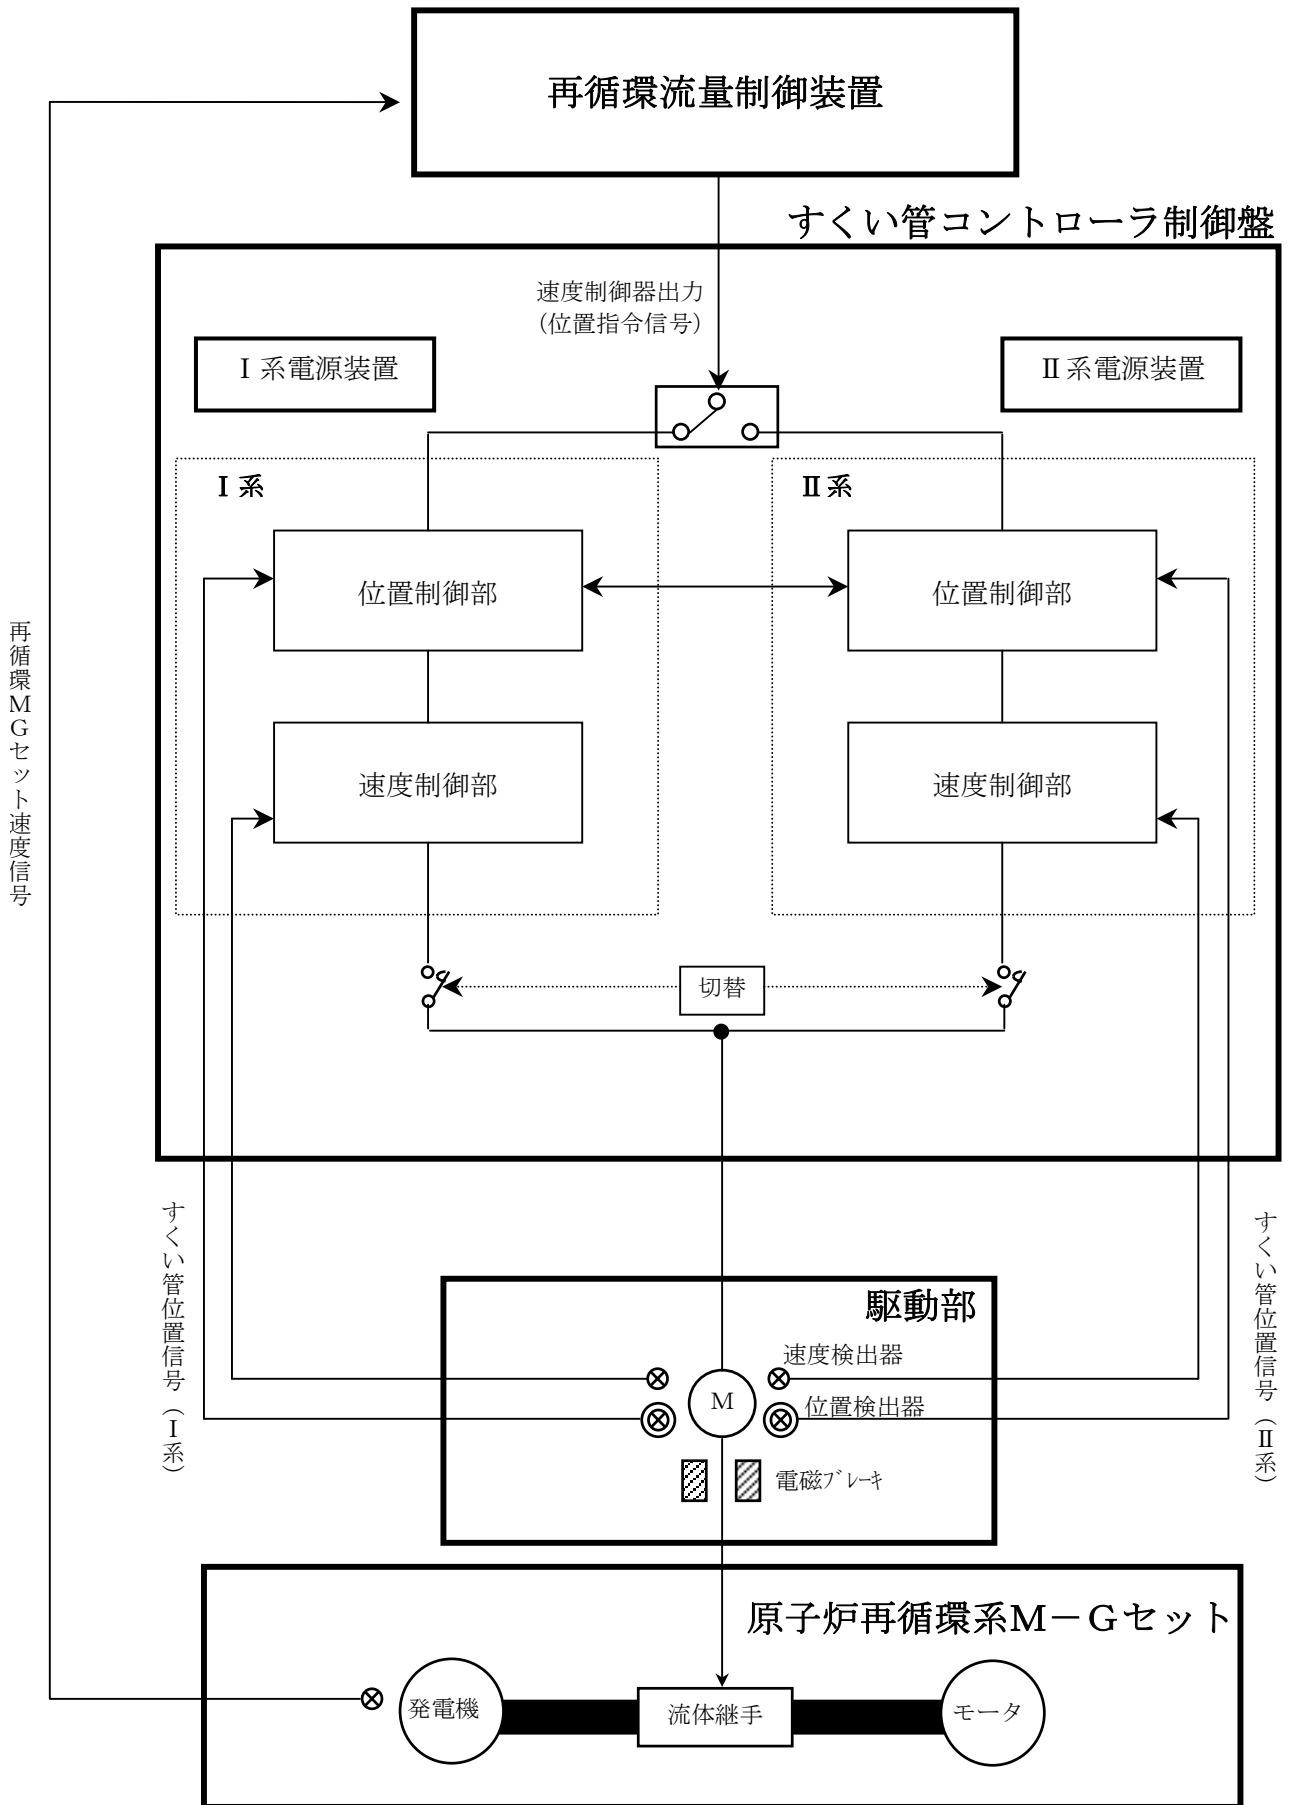 再循環流量制御装置
すくい管コントローラ制御盤
速度制御器出力
(位置指令信号)
Ⅰ系電源装置
Ⅱ系電源装置
Ⅰ系
Ⅱ系
位置制御部
位置制御部
再循環MGセット速度信号
速度制御部
速度制御部
切替
すくい管位置信号(Ⅰ系)
すくい管位置信号(Ⅱ系)
駆動部
速度検出器
M
位置検出器
電磁ブレーキ
原子炉再循環系M-Gセット
発電機
流体継手
モータ